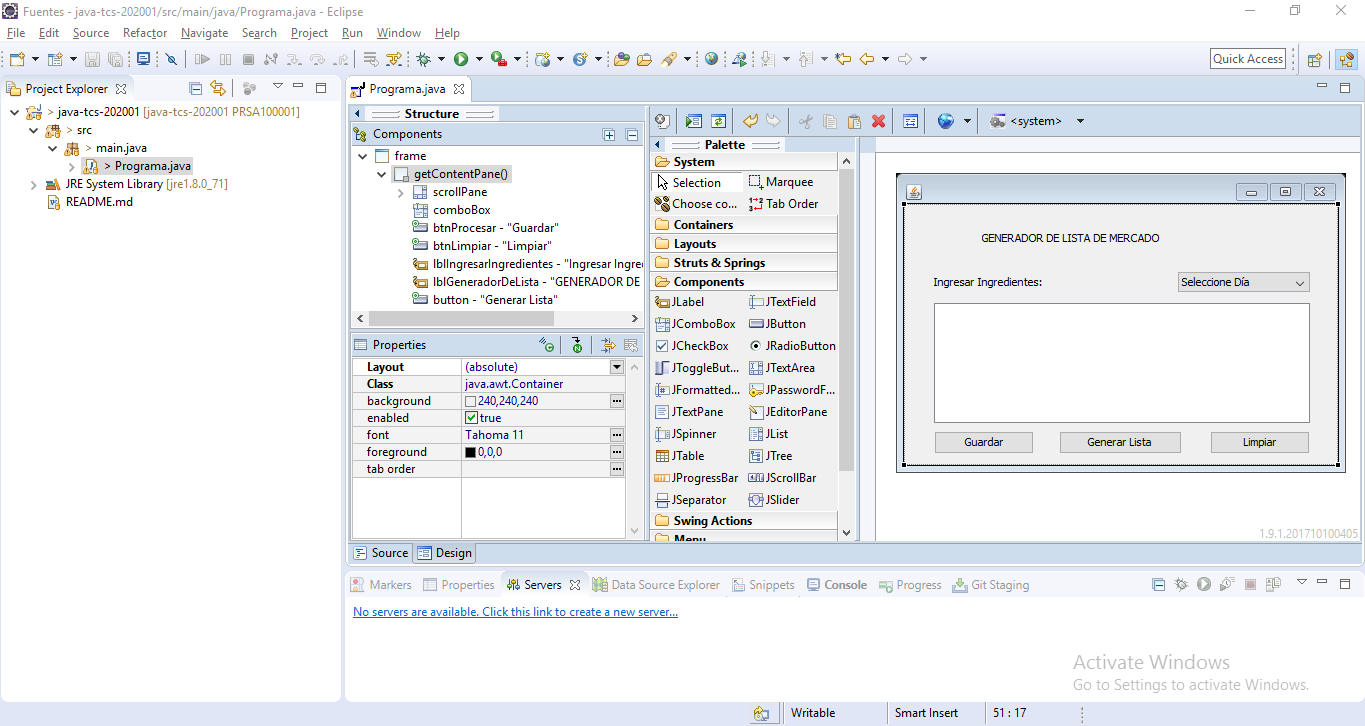 Fuentes - java-tcs-202001/src/main/java/Programa.java - Eclipse
File Edit Source Refactor Navigate Search Project Run Window Help
Quick Access
Project Explorer
> java-tcs-202001 [java-tcs-202001 PRSA100001]
> src
> main.java
> Programa.java
JRE System Library [jre1.8.0_71]
README.md
Programa.java
Structure
Components
frame
getContentPane()
scrollPane
comboBox
btnProcesar - "Guardar"
btnLimpiar - "Limpiar"
lblIngresarIngredientes - "Ingresar Ingre
lblGeneradorDeLista - "GENERADOR DE
button - "Generar Lista"
Properties
Layout (absolute)
Class java.awt.Container
background 240,240,240
enabled true
font Tahoma 11
foreground 0,0,0
tab order
<system>
Palette
System
Selection Marquee
Choose co... Tab Order
Containers
Layouts
Struts & Springs
Components
JLabel JTextField
JComboBox JButton
JCheckBox JRadioButton
JToggleBut... JTextArea
JFormatted... JPasswordF...
JTextPane JEditorPane
JSpinner JList
JTable JTree
JProgressBar JScrollBar
JSeparator JSlider
Swing Actions
Menu
GENERADOR DE LISTA DE MERCADO
Ingresar Ingredientes: Seleccione Día
Guardar Generar Lista Limpiar
1.9.1.201710100405
Source Design
Markers Properties Servers Data Source Explorer Snippets Console Progress Git Staging
No servers are available. Click this link to create a new server...
Activate Windows
Go to Settings to activate Windows.
Writable Smart Insert 51 : 17